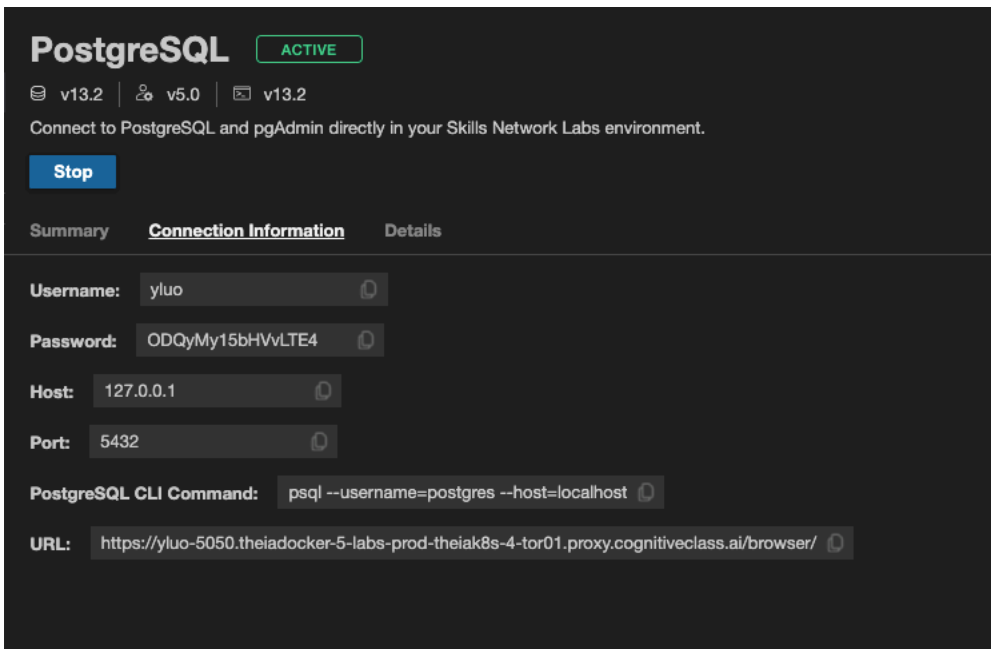 PostgreSQL ACTIVE
v13.2 v5.0 v13.2
Connect to PostgreSQL and pgAdmin directly in your Skills Network Labs environment.
Stop
Summary Connection Information Details
Username: yluo
Password: ODQyMy15bHVvLTE4
Host: 127.0.0.1
Port: 5432
PostgreSQL CLI Command: psql --username=postgres --host=localhost
URL: https://yluo-5050.theiadocker-5-labs-prod-theiak8s-4-tor01.proxy.cognitiveclass.ai/browser/